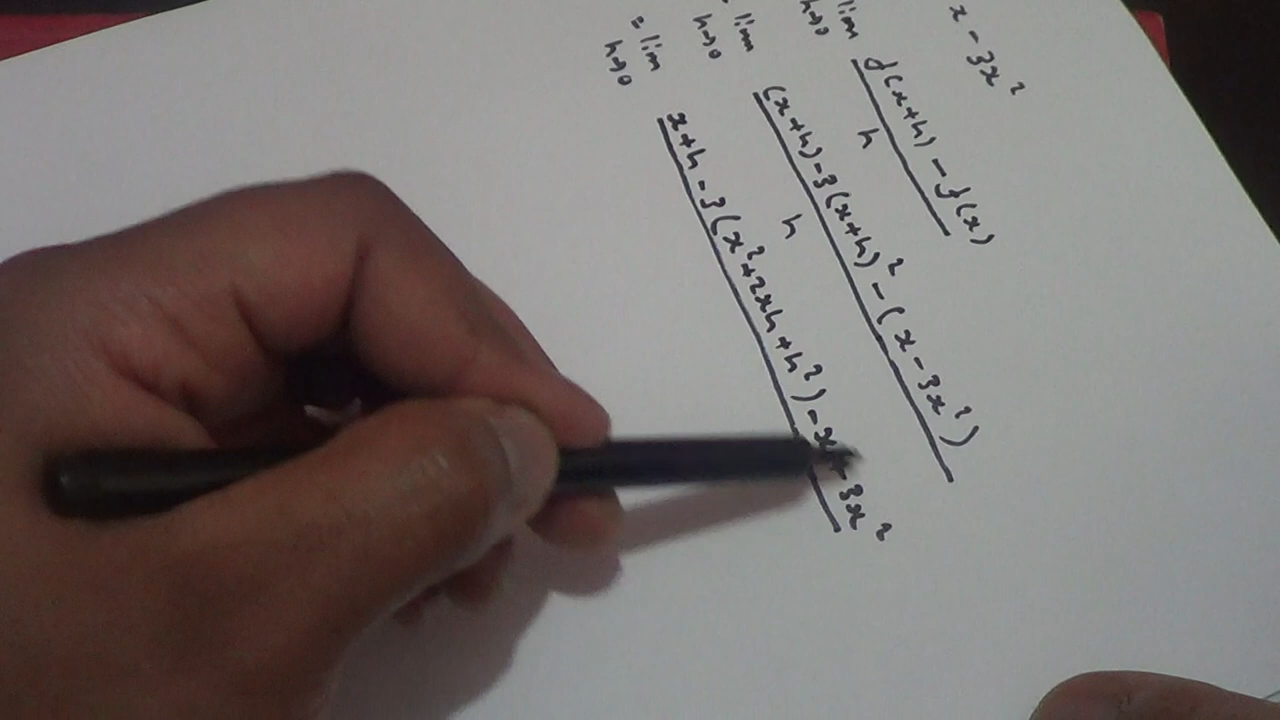 x - 3x²
lim h→0 f(x+h) - f(x) / h
= lim h→0 (x+h) - 3(x+h)² - (x - 3x²) / h
= lim h→0 x+h - 3(x²+2xh+h²) - x + 3x²